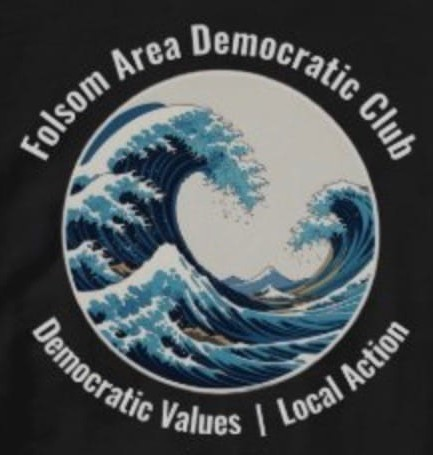 Folsom Area Democratic Club
Democratic Values | Local Action